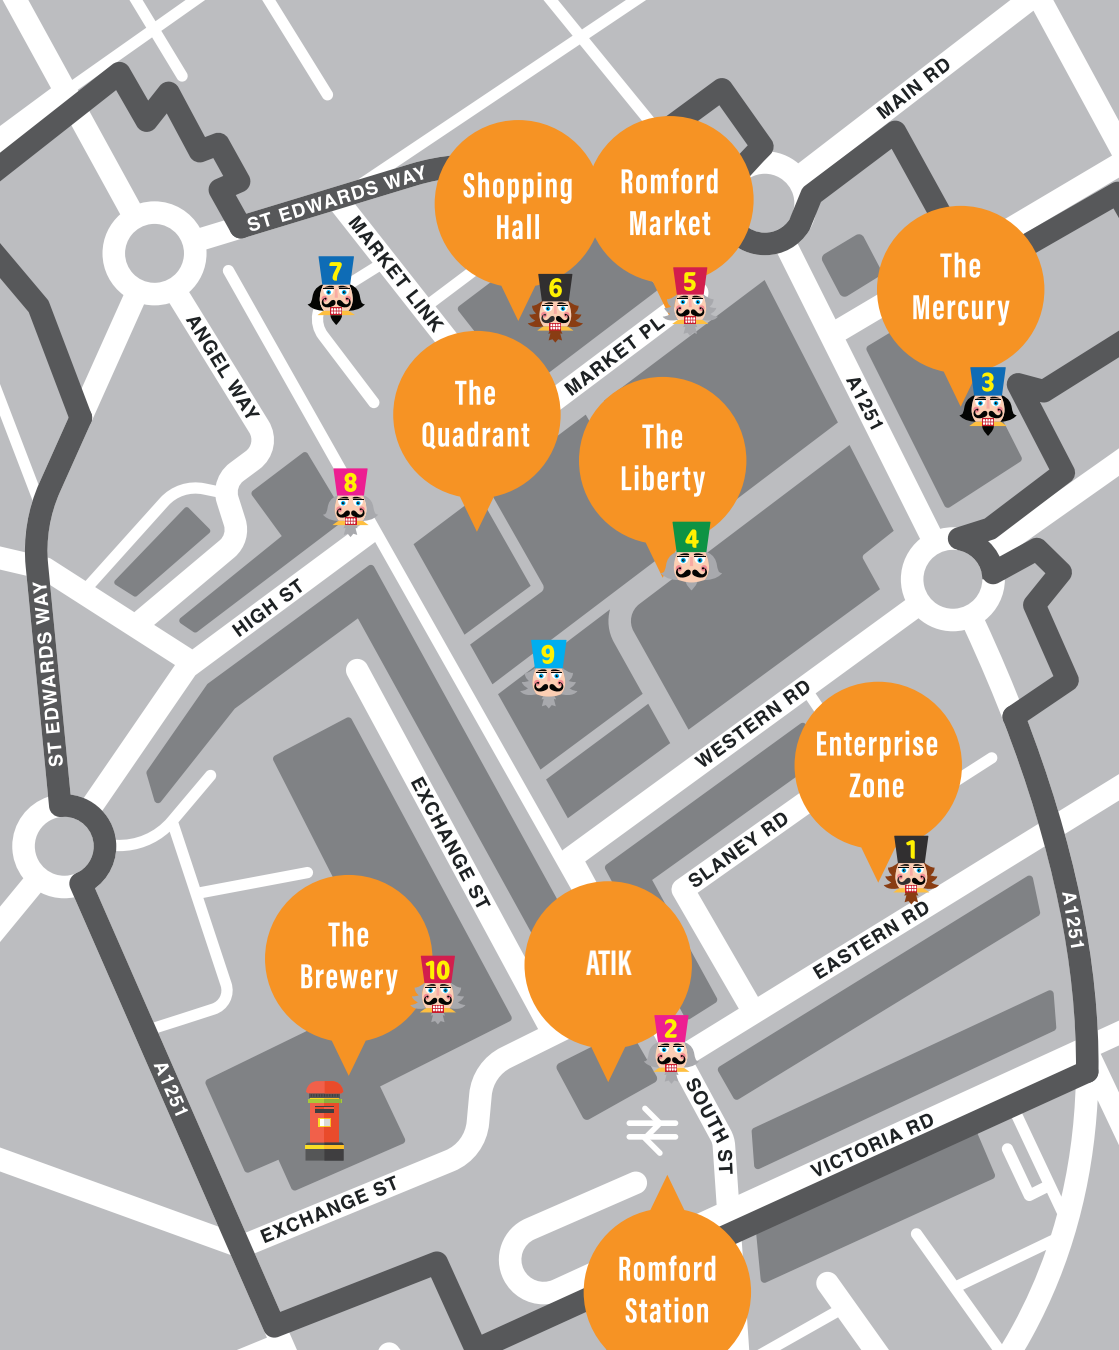 MAIN RD
ST EDWARDS WAY
Shopping
Hall
Romford
Market
MARKET LINK
The
Mercury
7
6
5
MARKET PL
ANGEL WAY
The
Quadrant
3
A1251
The
Liberty
8
4
HIGH ST
ST EDWARDS WAY
9
WESTERN RD
Enterprise
Zone
EXCHANGE ST
SLANEY RD
1
EASTERN RD
A1251
The
Brewery
10
ATIK
2
A1251
SOUTH ST
VICTORIA RD
EXCHANGE ST
Romford
Station